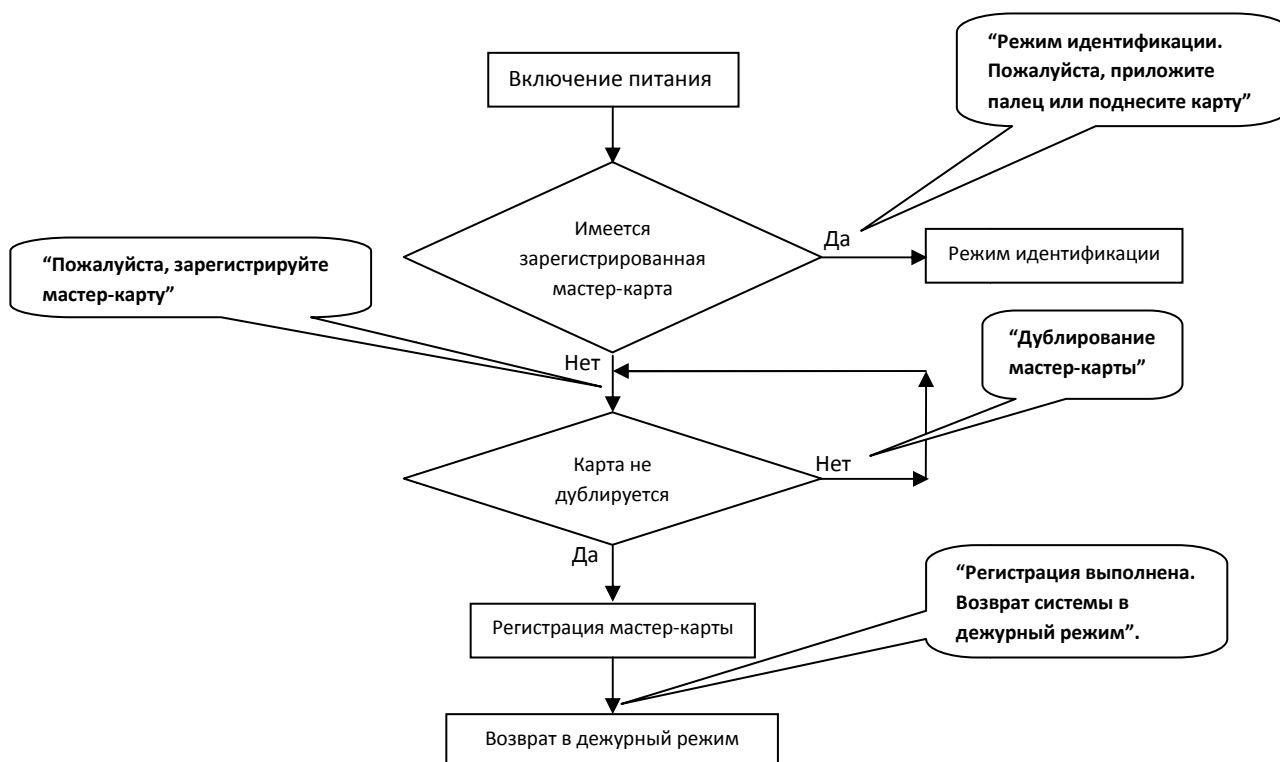 “Режим идентификации.
Пожалуйста, приложите
палец или поднесите карту”
Включение питания
Имеется
зарегистрированная
мастер-карта
Да
Режим идентификации
“Пожалуйста, зарегистрируйте
мастер-карту”
Нет
“Дублирование
мастер-карты”
Карта не
дублируется
Нет
Да
“Регистрация выполнена.
Возврат системы в
дежурный режим”.
Регистрация мастер-карты
Возврат в дежурный режим